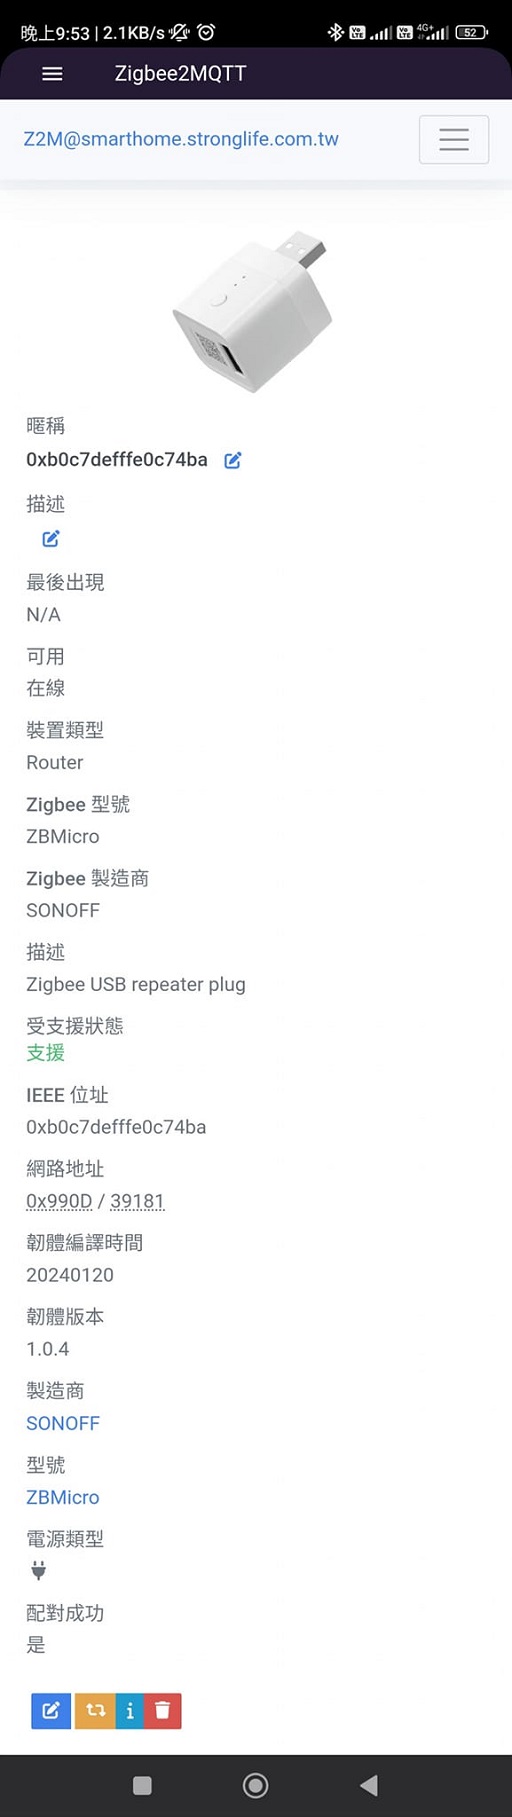 晚上9:53 | 2.1KB/s
4G+
52
Zigbee2MQTT
Z2M@smarthome.stronglife.com.tw
暱稱
0xb0c7defffe0c74ba
描述
最後出現
N/A
可用
在線
裝置類型
Router
Zigbee 型號
ZBMicro
Zigbee 製造商
SONOFF
描述
Zigbee USB repeater plug
受支援狀態
支援
IEEE 位址
0xb0c7defffe0c74ba
網路地址
0x990D / 39181
韌體編譯時間
20240120
韌體版本
1.0.4
製造商
SONOFF
型號
ZBMicro
電源類型
配對成功
是